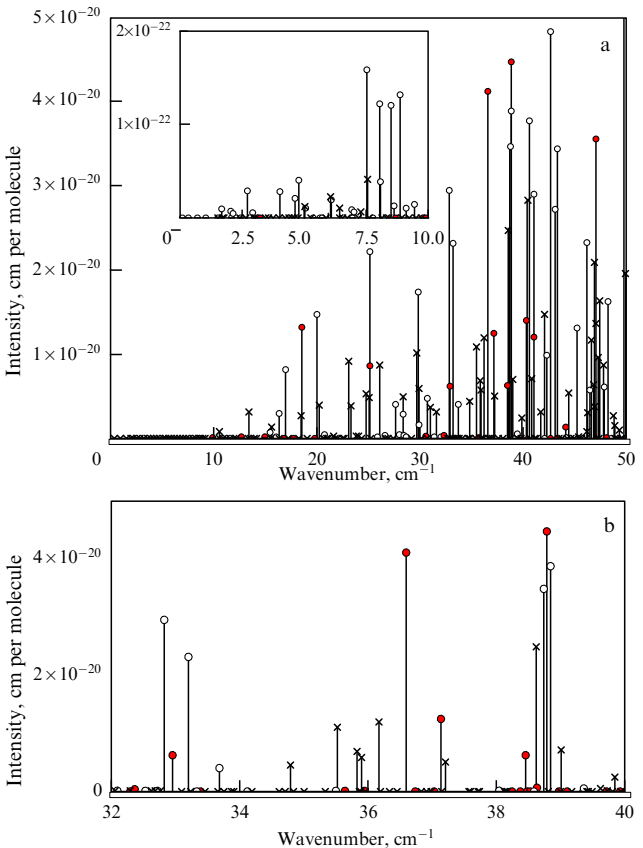 5×10⁻²⁰
a
2×10⁻²²
4×10⁻²⁰
1×10⁻²²
3×10⁻²⁰
0 2.5 5.0 7.5 10.0
2×10⁻²⁰
1×10⁻²⁰
Intensity, cm per molecule
0 10 20 30 40 50
Wavenumber, cm⁻¹
b
4×10⁻²⁰
2×10⁻²⁰
0
Intensity, cm per molecule
32 34 36 38 40
Wavenumber, cm⁻¹